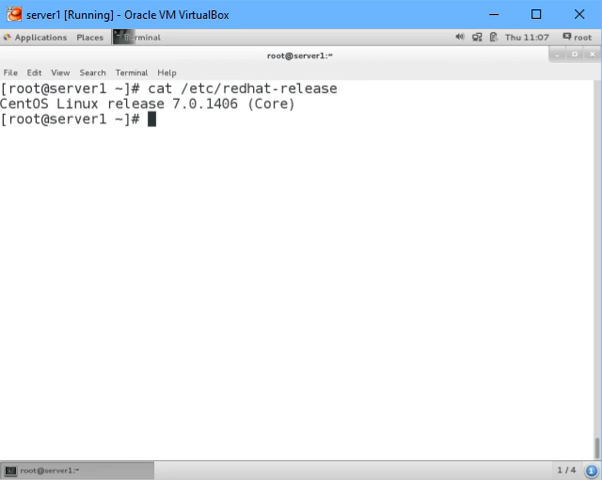 server1 [Running] - Oracle VM VirtualBox
Applications Places Terminal Thu 11:07 root
root@server1:~
File Edit View Search Terminal Help
[root@server1 ~]# cat /etc/redhat-release
CentOS Linux release 7.0.1406 (Core)
[root@server1 ~]#
root@server1:~ 1 / 4 1